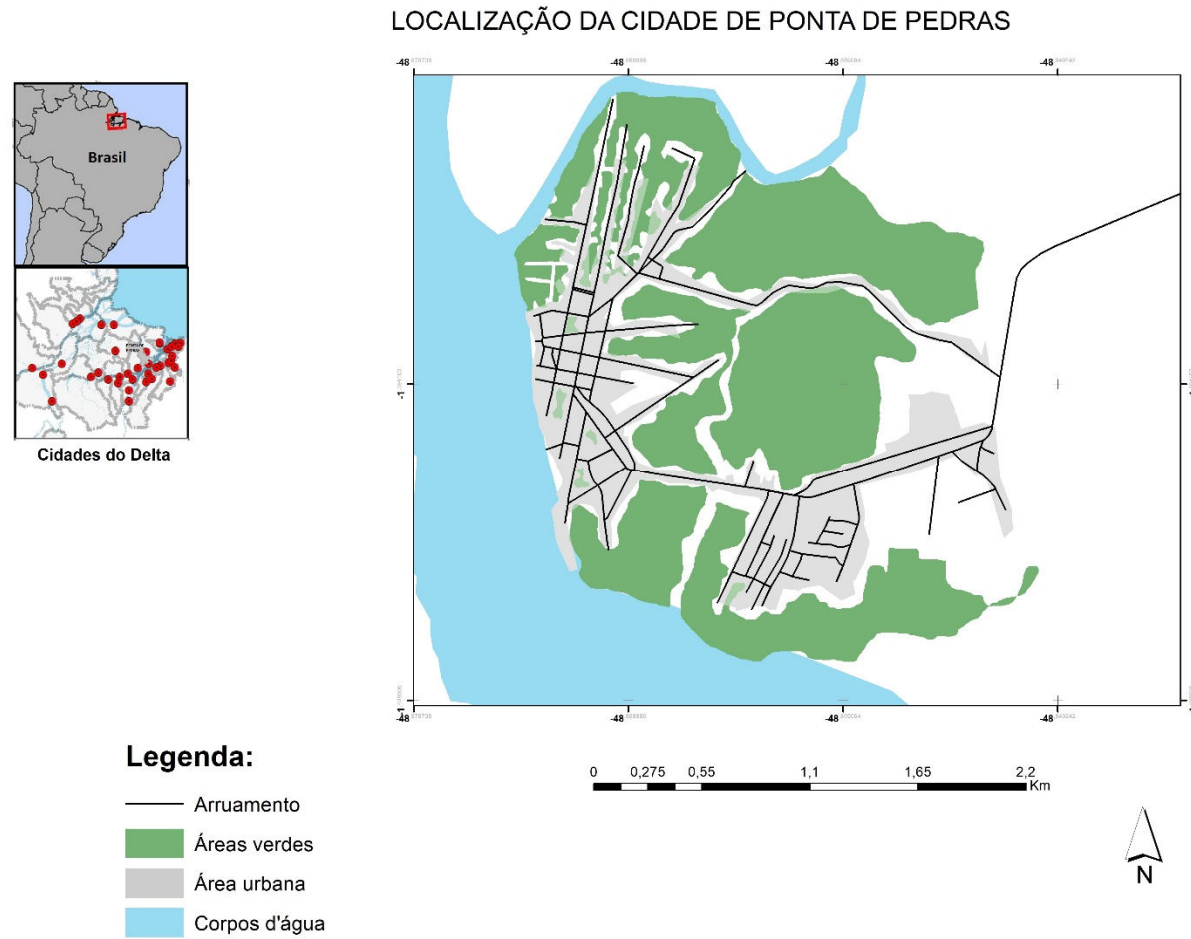 LOCALIZAÇÃO DA CIDADE DE PONTA DE PEDRAS
Brasil
Cidades do Delta
-48
-48
-48
-48
-1
-1
-48
-48
-48
-48
Legenda:
Arruamento
Áreas verdes
Área urbana
Corpos d'água
0 0,275 0,55 1,1 1,65 2,2
Km
N